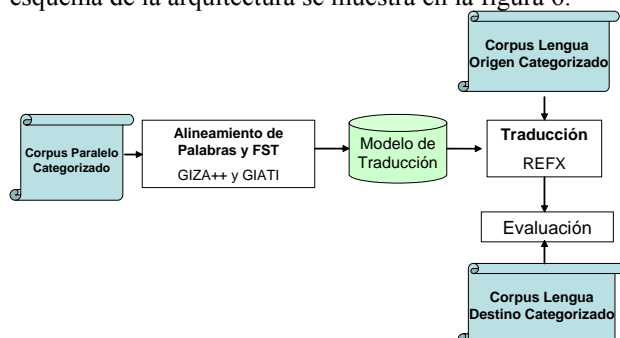 esquema de la arquitectura se muestra en la figura 6.
Corpus Lengua
Origen Categorizado
Corpus Paralelo
Categorizado
Alineamiento de
Palabras y FST
GIZA++ y GIATI
Modelo de
Traducción
Traducción
REFX
Evaluación
Corpus Lengua
Destino Categorizado